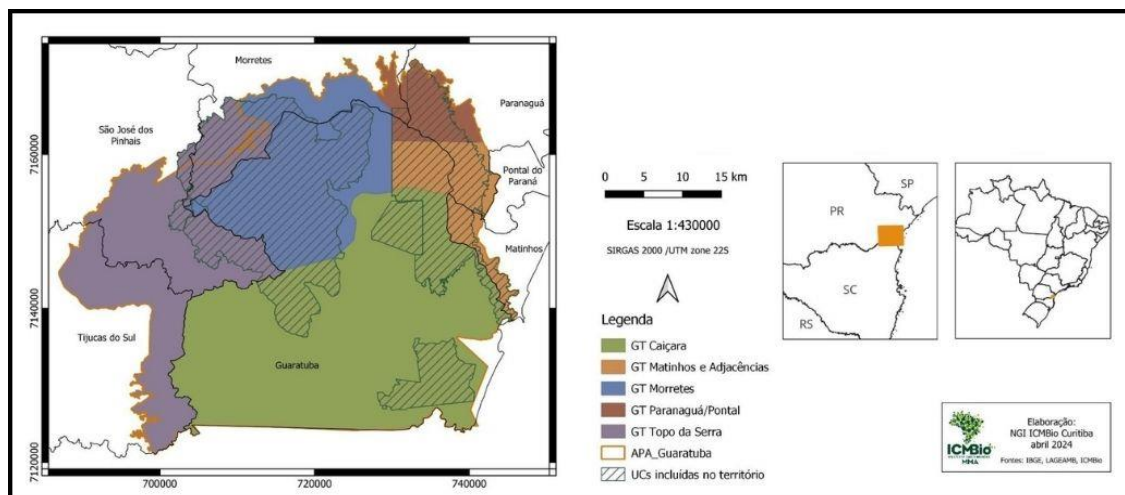 Morretes
Paranaguá
São José dos
Pinhais
Pontal do
Paraná
Matinhos
Tijucas do Sul
Guaratuba
7160000
7140000
7120000
700000
720000
740000
0 5 10 15 km
Escala 1:430000
SIRGAS 2000 /UTM zone 22S
Legenda
GT Caiçara
GT Matinhos e Adjacências
GT Morretes
GT Paranaguá/Pontal
GT Topo da Serra
APA_Guaratuba
UCs incluídas no território
SP
PR
SC
RS
ICMBio
MMA
Elaboração:
NGI ICMBio Curitiba
abril 2024
Fontes: IBGE, LAGEAMB, ICMBio